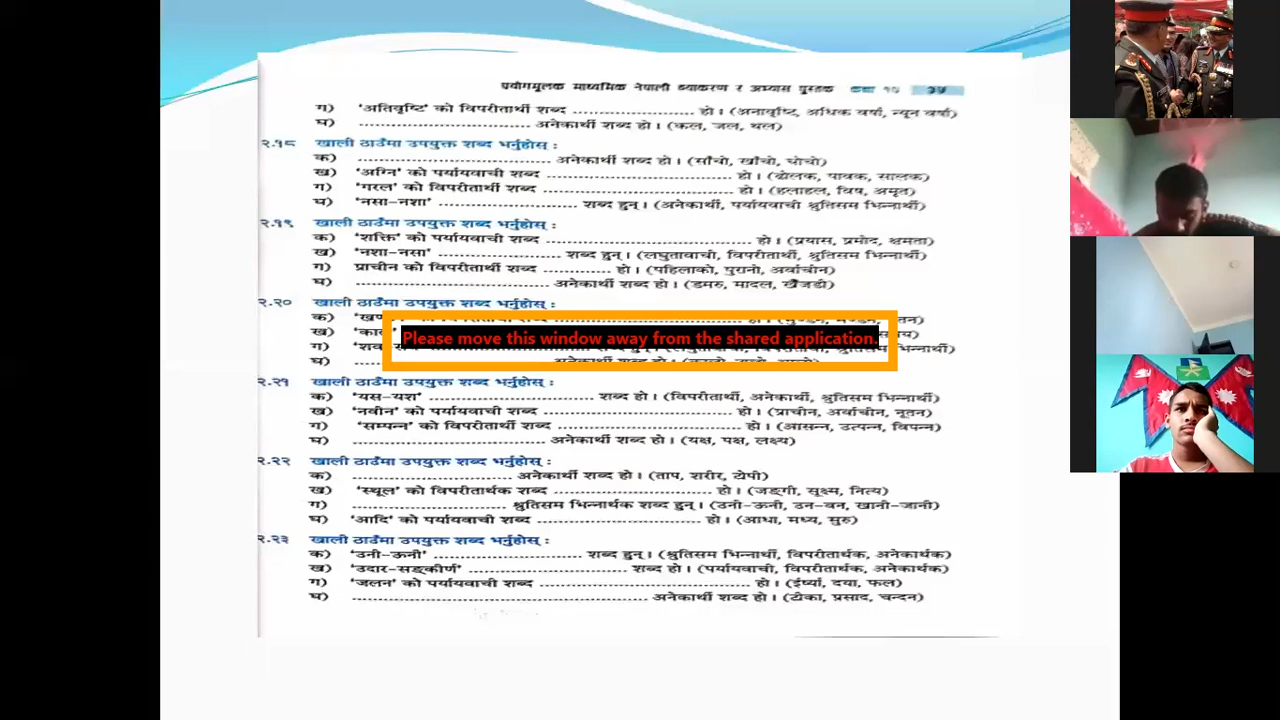 प्रयोगमूलक माध्यमिक नेपाली व्याकरण र अभ्यास पुस्तक कक्षा १०
ग) 'अतिवृष्टि' को विपरीतार्थी शब्द .................... हो । (अनावृष्टि, अधिक वर्षा, न्यून वर्षा)
घ) .................... अनेकार्थी शब्द हो । (कल, जल, थल)
२.१८ खाली ठाउँमा उपयुक्त शब्द भर्नुहोस् :
क) .................... अनेकार्थी शब्द हो । (साँचो, खाँचो, चोचो)
ख) 'अग्नि' को पर्यायवाची शब्द .................... हो । (ढोलक, पावक, सालक)
ग) 'गरल' को विपरीतार्थी शब्द .................... हो । (हलाहल, विष, अमृत)
घ) 'नसा-नशा' .................... शब्द हुन् । (अनेकार्थी, पर्यायवाची श्रुतिसम भिन्नार्थी)
२.१९ खाली ठाउँमा उपयुक्त शब्द भर्नुहोस् :
क) 'शक्ति' को पर्यायवाची शब्द .................... हो । (प्रयास, प्रमोद, क्षमता)
ख) 'नशा-नसा' .................... शब्द हुन् । (लघुतावाची, विपरीतार्थी, श्रुतिसम भिन्नार्थी)
ग) प्राचीन को विपरीतार्थी शब्द .................... हो । (पहिलाको, पुरानो, अर्वाचीन)
घ) .................... अनेकार्थी शब्द हो । (डमरु, मादल, खैँजडी)
२.२० खाली ठाउँमा उपयुक्त शब्द भर्नुहोस् :
क)
ख)
Please move this window away from the shared application.
ग) श्रुतिसम भिन्नार्थी)
घ)
२.२१ खाली ठाउँमा उपयुक्त शब्द भर्नुहोस् :
क) 'यस-यश' .................... शब्द हो । (विपरीतार्थी, अनेकार्थी, श्रुतिसम भिन्नार्थी)
ख) 'नवीन' को पर्यायवाची शब्द .................... हो । (प्राचीन, अर्वाचीन, नूतन)
ग) 'सम्पन्न' को विपरीतार्थी शब्द .................... हो । (आसन्न, उत्पन्न, विपन्न)
घ) .................... अनेकार्थी शब्द हो । (यक्ष, पक्ष, लक्ष्य)
२.२२ खाली ठाउँमा उपयुक्त शब्द भर्नुहोस् :
क) .................... अनेकार्थी शब्द हो । (ताप, शरीर, टोपी)
ख) 'स्थूल' को विपरीतार्थक शब्द .................... हो । (जङ्गी, सूक्ष्म, नित्य)
ग) .................... श्रुतिसम भिन्नार्थक शब्द हुन् । (उनी-ऊनी, उन-वन, खानी-जानी)
घ) 'आदि' को पर्यायवाची शब्द .................... हो । (आधा, मध्य, सुरु)
२.२३ खाली ठाउँमा उपयुक्त शब्द भर्नुहोस् :
क) 'उनी-ऊनी' .................... शब्द हुन् । (श्रुतिसम भिन्नार्थी, विपरीतार्थक, अनेकार्थक)
ख) 'उदार-सङ्कीर्ण' .................... शब्द हो । (पर्यायवाची, विपरीतार्थक, अनेकार्थक)
ग) 'जलन' को पर्यायवाची शब्द .................... हो । (ईर्ष्या, दया, फल)
घ) .................... अनेकार्थी शब्द हो । (टीका, प्रसाद, चन्दन)